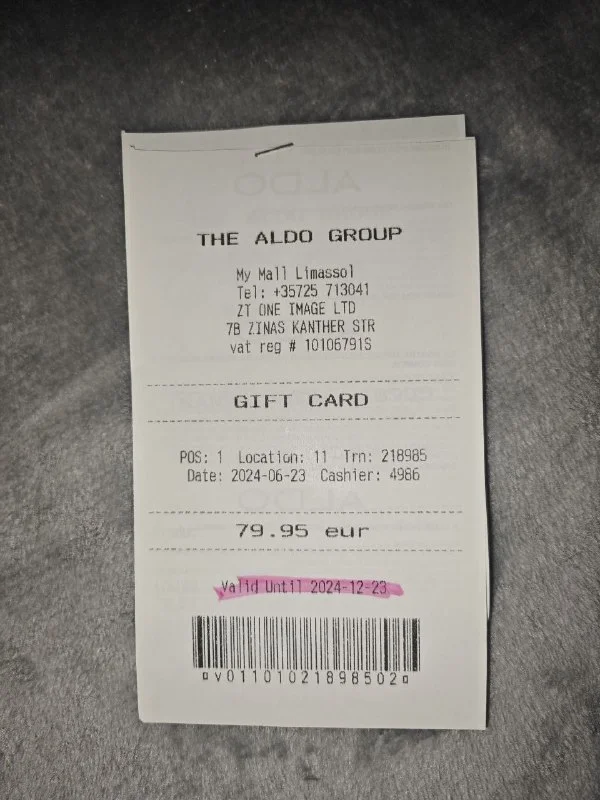 THE ALDO GROUP
My Mall Limassol
Tel: +35725 713041
ZT ONE IMAGE LTD
7B ZINAS KANTHER STR
vat reg # 10106791S
GIFT CARD
POS: 1 Location: 11 Trn: 218985
Date: 2024-06-23 Cashier: 4986
79.95 eur
Valid Until 2024-12-23
¤v01101021898502¤